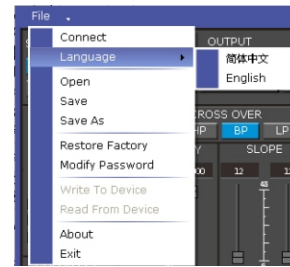 File
Connect
OUTPUT
Language
简体中文
English
Open
Save
Save As
ROSS OVER
HP BP LP
Restore Factory
SLOPE
Modify Password
12 12
48
Write To Device
Read From Device
About
Exit